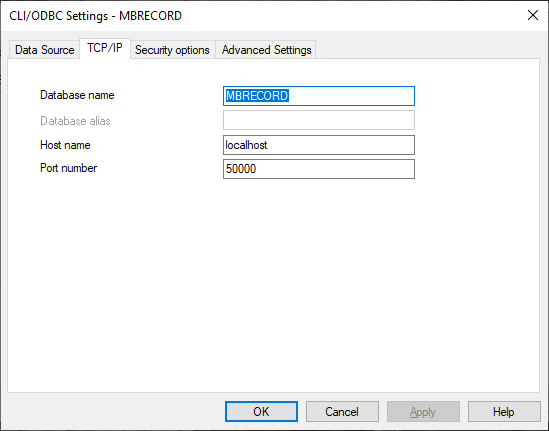 CLI/ODBC Settings - MBRECORD
Data Source TCP/IP Security options Advanced Settings
Database name MBRECORD
Database alias
Host name localhost
Port number 50000
OK Cancel Apply Help